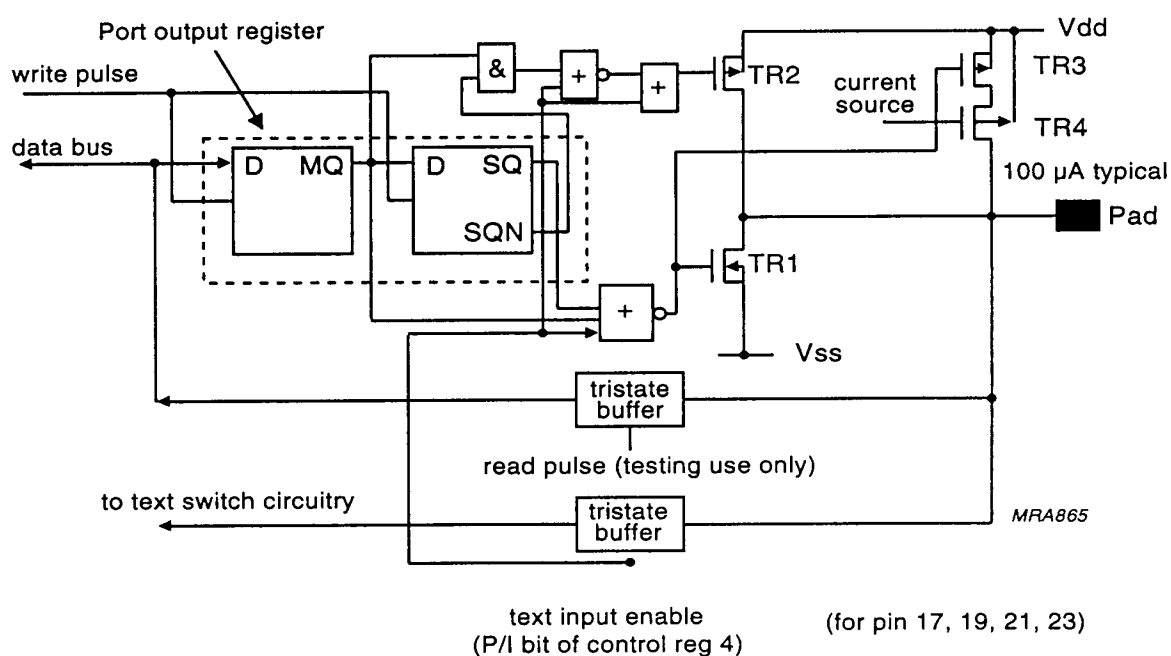 Port output register
write pulse
data bus
D MQ
D SQ
SQN
&
+
+
+
TR2
Vdd
TR3
current
source
TR4
100 µA typical
Pad
TR1
Vss
tristate
buffer
read pulse (testing use only)
to text switch circuitry
tristate
buffer
MRA865
text input enable
(P/I bit of control reg 4)
(for pin 17, 19, 21, 23)